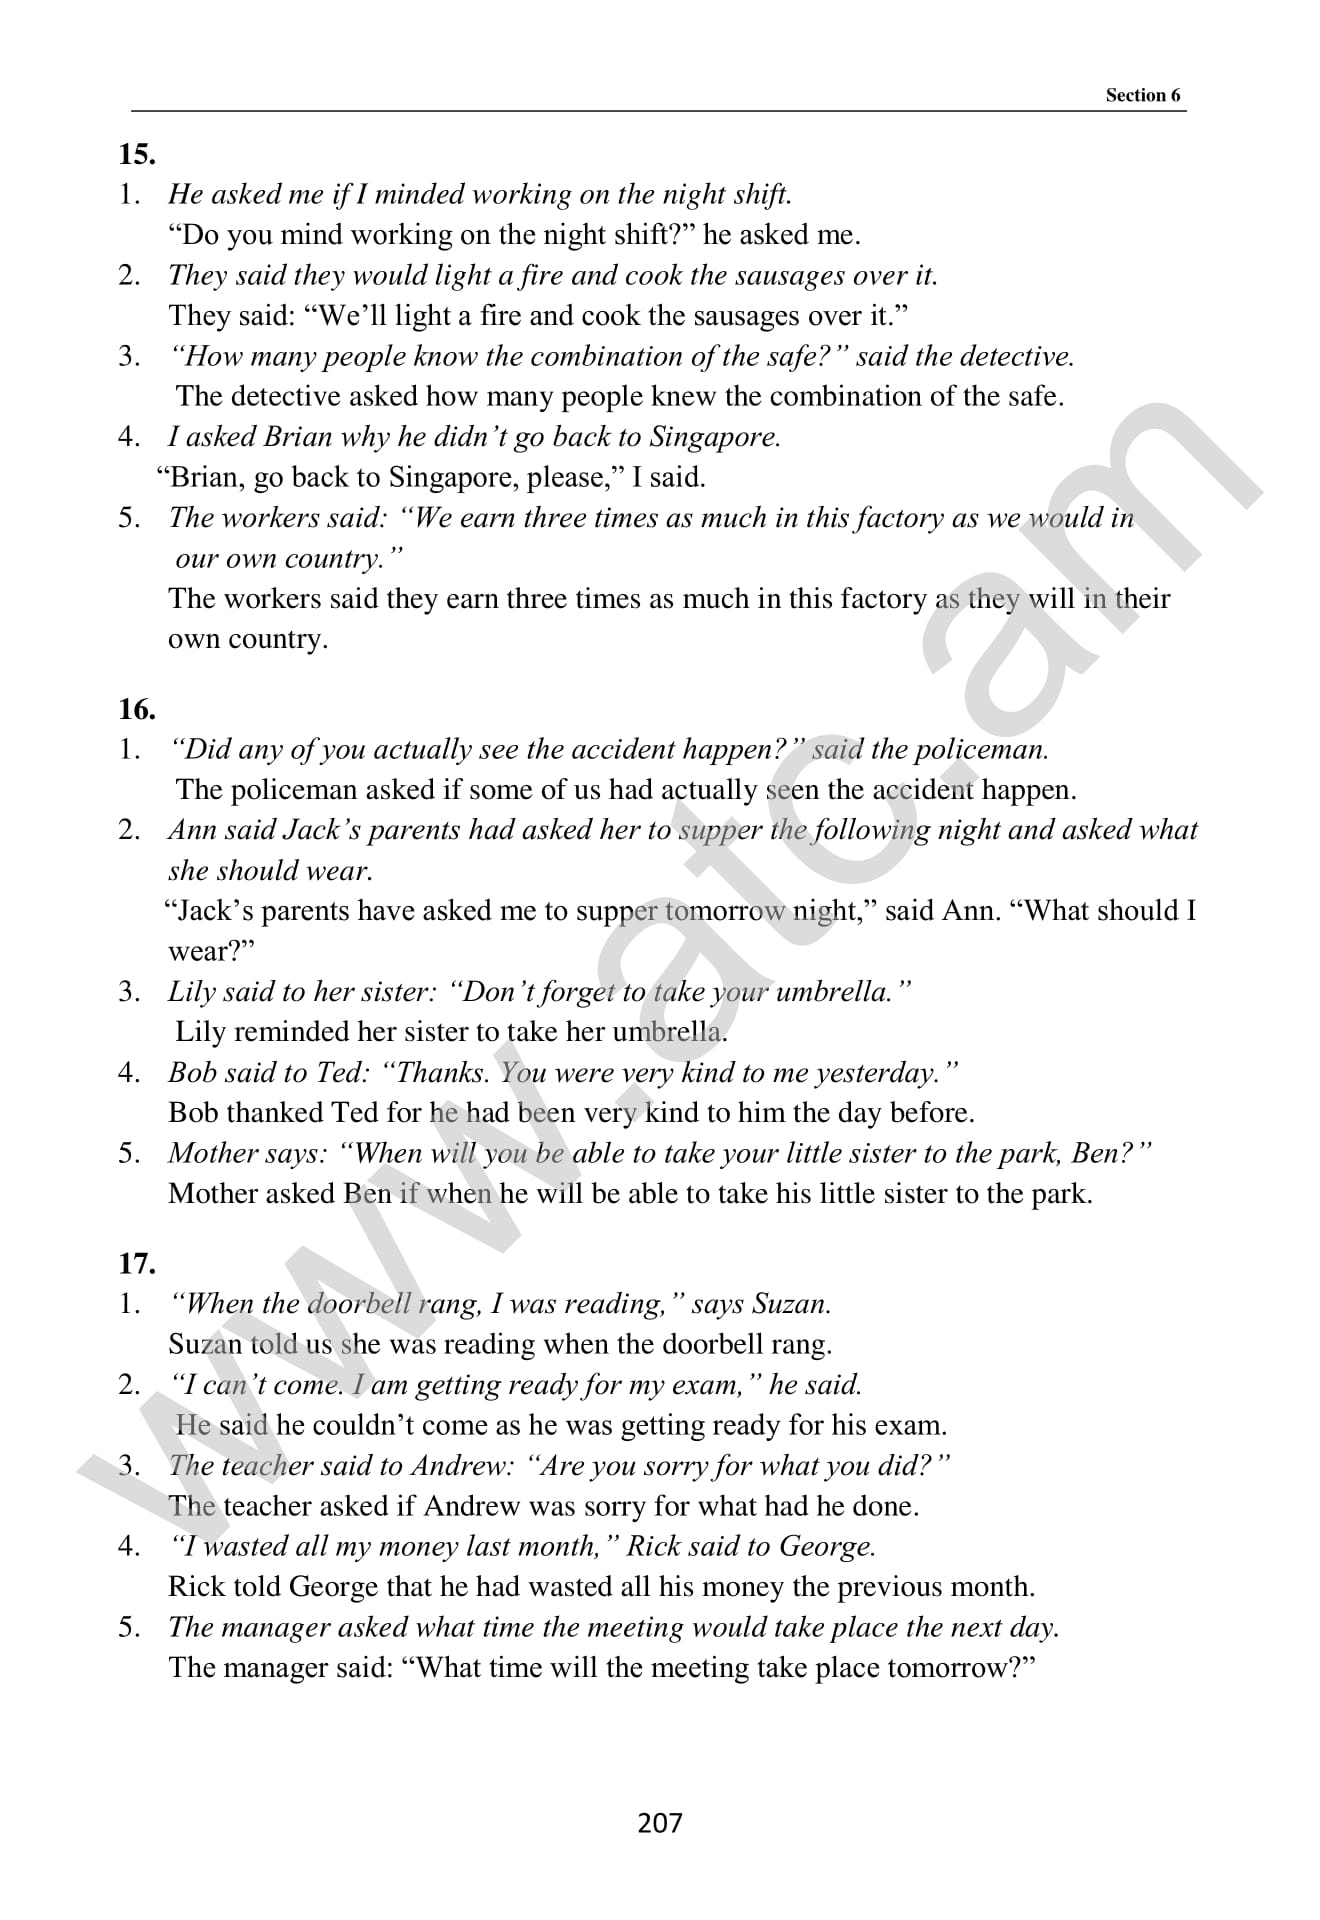 Section 6
15.
1. He asked me if I minded working on the night shift.
“Do you mind working on the night shift?” he asked me.
2. They said they would light a fire and cook the sausages over it.
They said: “We’ll light a fire and cook the sausages over it.”
3. “How many people know the combination of the safe?” said the detective.
The detective asked how many people knew the combination of the safe.
4. I asked Brian why he didn’t go back to Singapore.
“Brian, go back to Singapore, please,” I said.
5. The workers said: “We earn three times as much in this factory as we would in
our own country.”
The workers said they earn three times as much in this factory as they will in their
own country.
16.
1. “Did any of you actually see the accident happen?” said the policeman.
The policeman asked if some of us had actually seen the accident happen.
2. Ann said Jack’s parents had asked her to supper the following night and asked what
she should wear.
“Jack’s parents have asked me to supper tomorrow night,” said Ann. “What should I
wear?”
3. Lily said to her sister: “Don’t forget to take your umbrella.”
Lily reminded her sister to take her umbrella.
4. Bob said to Ted: “Thanks. You were very kind to me yesterday.”
Bob thanked Ted for he had been very kind to him the day before.
5. Mother says: “When will you be able to take your little sister to the park, Ben?”
Mother asked Ben if when he will be able to take his little sister to the park.
17.
1. “When the doorbell rang, I was reading,” says Suzan.
Suzan told us she was reading when the doorbell rang.
2. “I can’t come. I am getting ready for my exam,” he said.
He said he couldn’t come as he was getting ready for his exam.
3. The teacher said to Andrew: “Are you sorry for what you did?”
The teacher asked if Andrew was sorry for what had he done.
4. “I wasted all my money last month,” Rick said to George.
Rick told George that he had wasted all his money the previous month.
5. The manager asked what time the meeting would take place the next day.
The manager said: “What time will the meeting take place tomorrow?”
207
www.atc.am